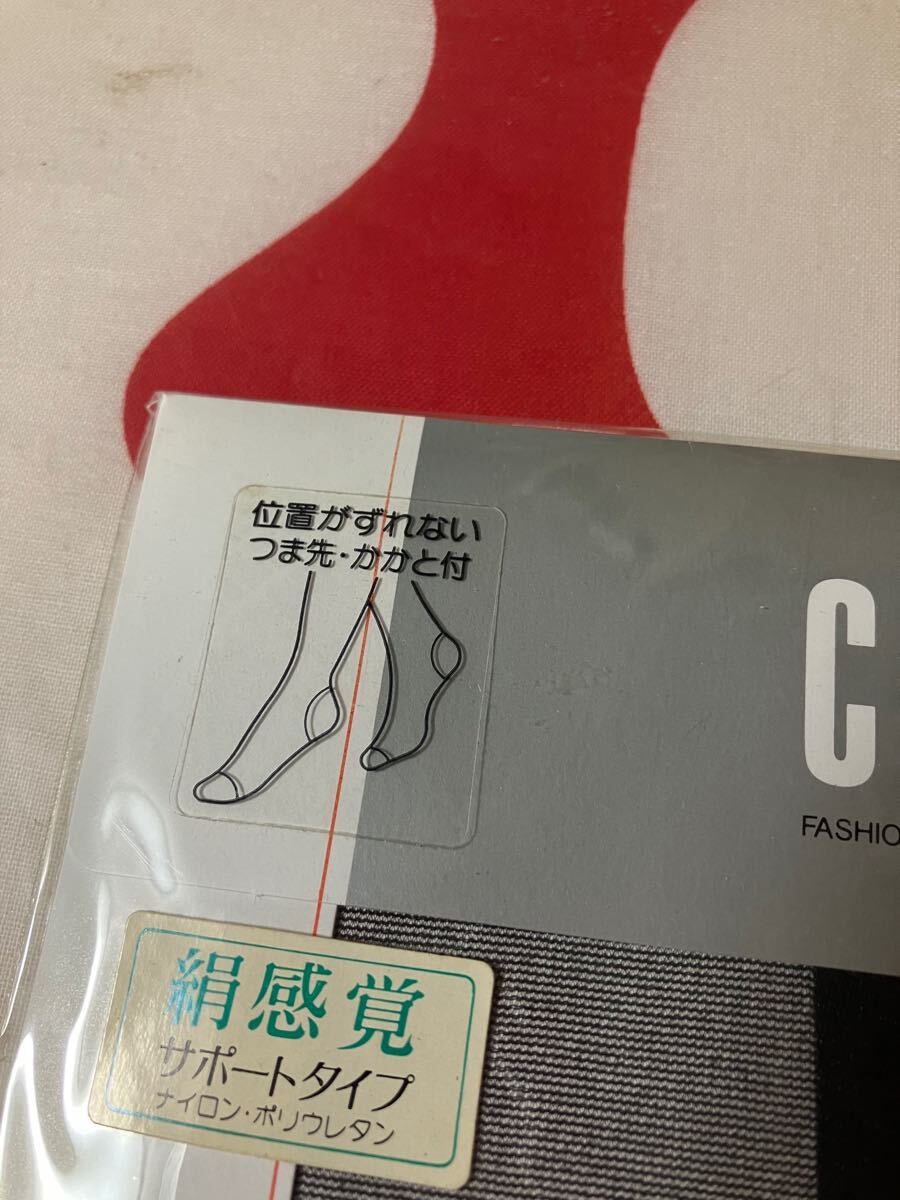 位置がずれない
つま先・かかと付
C
FASHIO
絹感覚
サポートタイプ
ナイロン・ポリウレタン